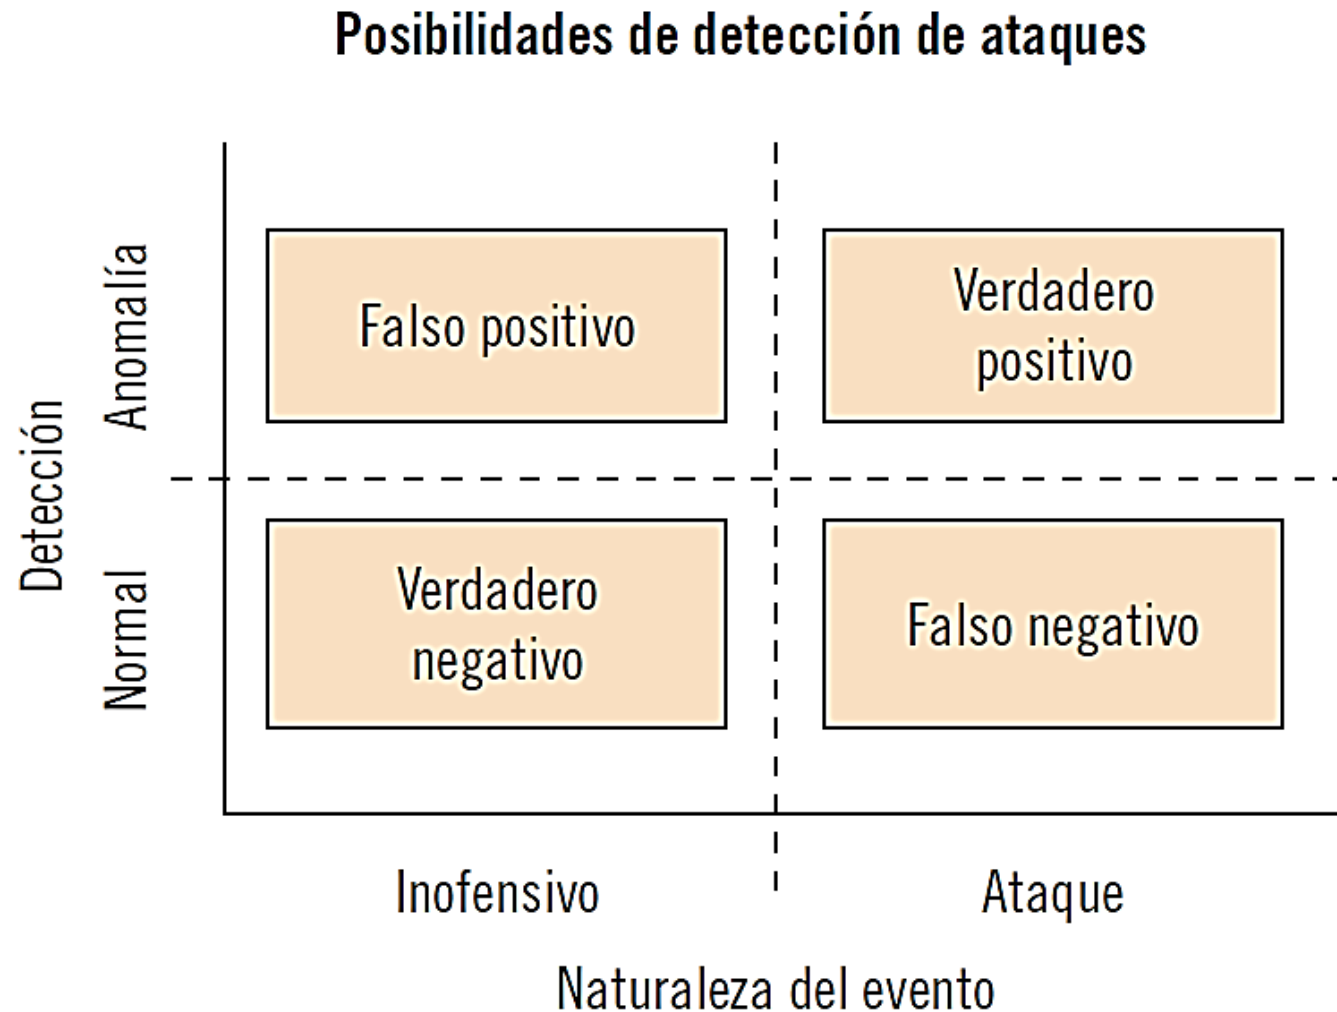 Posibilidades de detección de ataques
Detección
Anomalía
Falso positivo
Verdadero
positivo
Normal
Verdadero
negativo
Falso negativo
Inofensivo
Ataque
Naturaleza del evento